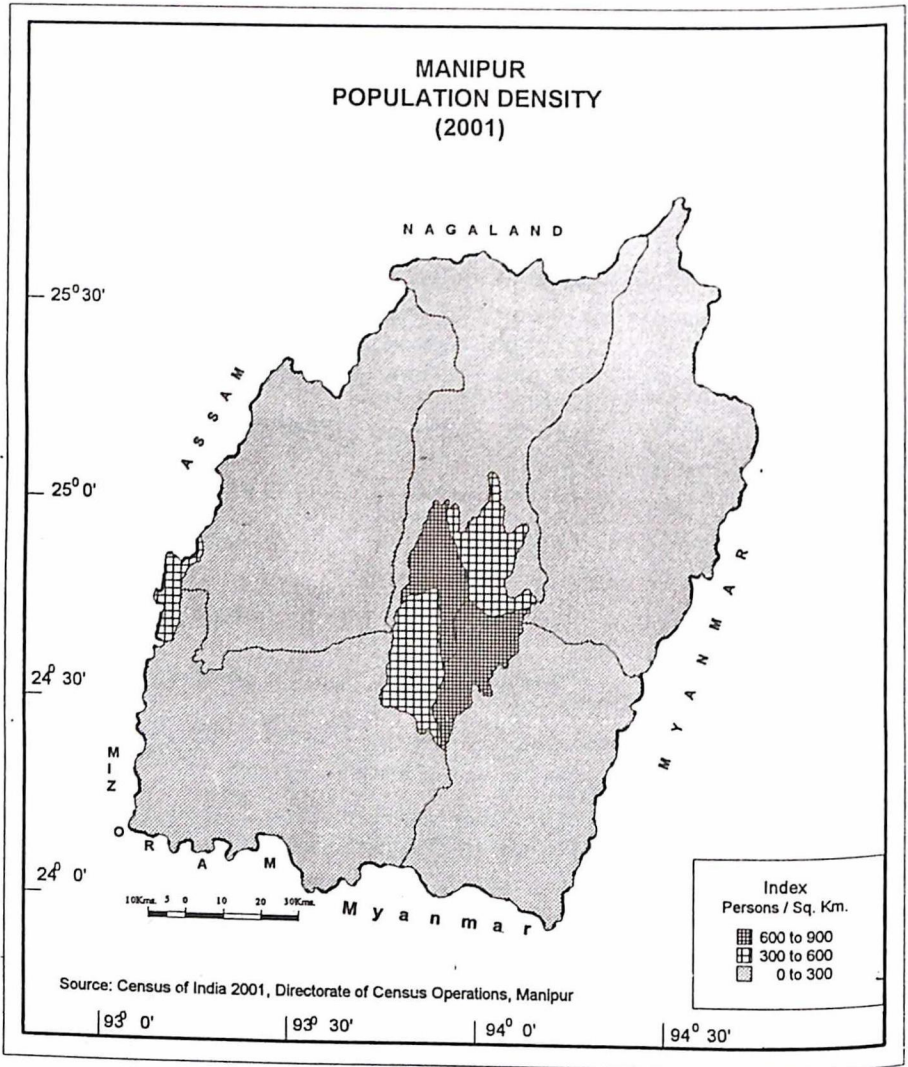 MANIPUR
POPULATION DENSITY
(2001)
NAGALAND
25° 30'
ASSAM
25° 0'
MYANMAR
24° 30'
MIZORAM
24° 0'
10Kms. 5 0 10 20 30Kms.
Myanmar
Index
Persons / Sq. Km.
600 to 900
300 to 600
0 to 300
Source: Census of India 2001, Directorate of Census Operations, Manipur
93° 0' 93° 30' 94° 0' 94° 30'